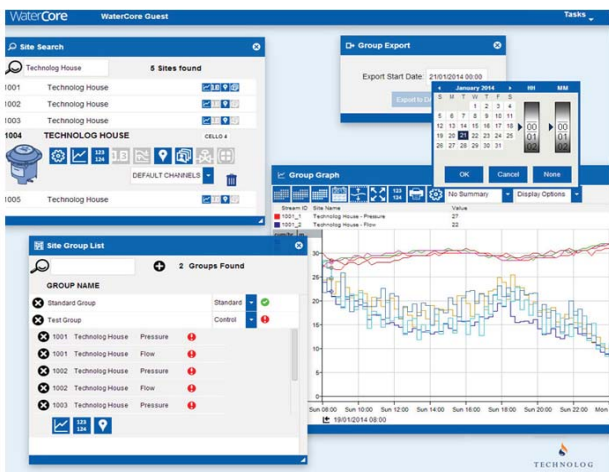 WaterCore
WaterCore Guest
Tasks
Site Search
Technolog House
5 Sites found
1001 Technolog House
1002 Technolog House
1003 Technolog House
1004 TECHNOLOG HOUSE CELLO 4
123
124
DEFAULT CHANNELS
1005 Technolog House
Group Export
Export Start Date: 21/01/2014 00:00
January 2014
S M T W T F S
1 2 3 4
5 6 7 8 9 10 11
12 13 14 15 16 17 18
19 20 21 22 23 24 25
26 27 28 29 30 31
HH MM
00 00
01 01
02 02
OK Cancel None
Group Graph
123
124
No Summary
Display Options
Stream ID Site Name Value
1001_1 Technolog House - Pressure 27
1001_2 Technolog House - Flow 22
30
25
20
15
10
5
0
Sun 08:00 Sun 10:00 Sun 12:00 Sun 14:00 Sun 16:00 Sun 18:00 Sun 20:00 Sun 22:00 Mon
19/01/2014 08:00
Site Group List
2 Groups Found
GROUP NAME
Standard Group Standard
Test Group Control
1001 Technolog House Pressure
1001 Technolog House Flow
1002 Technolog House Pressure
1002 Technolog House Flow
1003 Technolog House Pressure
123
124
TECHNOLOG